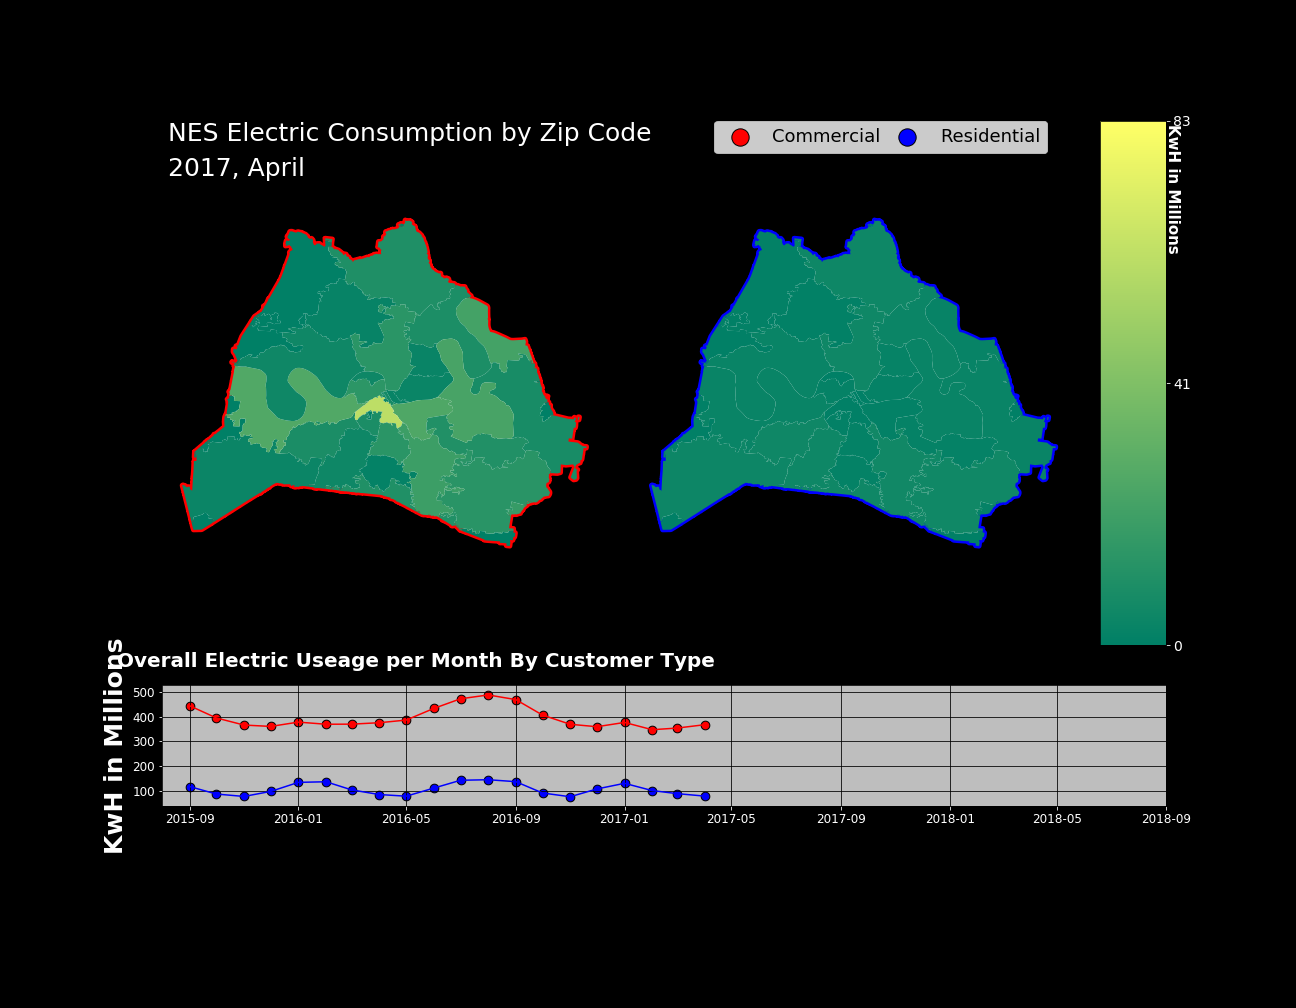 NES Electric Consumption by Zip Code
2017, April
Commercial
Residential
83
41
0
KwH in Millions
Overall Electric Useage per Month By Customer Type
KwH in Millions
500
400
300
200
100
2015-09
2016-01
2016-05
2016-09
2017-01
2017-05
2017-09
2018-01
2018-05
2018-09